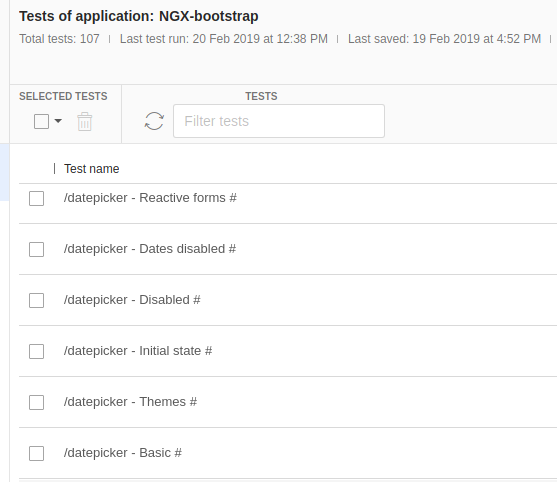 Tests of application: NGX-bootstrap
Total tests: 107 | Last test run: 20 Feb 2019 at 12:38 PM | Last saved: 19 Feb 2019 at 4:52 PM |
SELECTED TESTS
TESTS
Filter tests
Test name
/datepicker - Reactive forms #
/datepicker - Dates disabled #
/datepicker - Disabled #
/datepicker - Initial state #
/datepicker - Themes #
/datepicker - Basic #